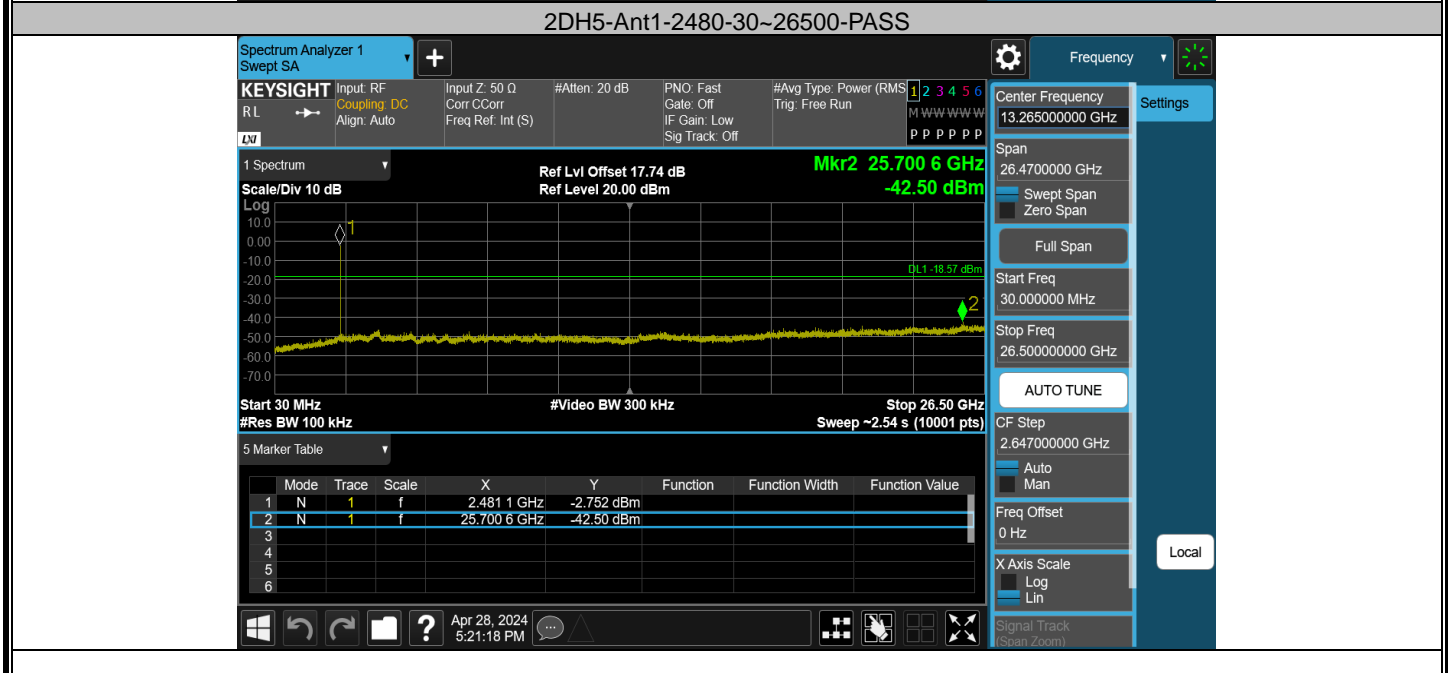 2DH5-Ant1-2480-30~26500-PASS
Spectrum Analyzer 1
Swept SA
+
Frequency
KEYSIGHT
RL
LXI
Input: RF
Coupling: DC
Align: Auto
Input Z: 50 Ω
Corr CCorr
Freq Ref: Int (S)
#Atten: 20 dB
PNO: Fast
Gate: Off
IF Gain: Low
Sig Track: Off
#Avg Type: Power (RMS
Trig: Free Run
1 2 3 4 5 6
M W W W W W
P P P P P P
1 Spectrum
Scale/Div 10 dB
Ref Lvl Offset 17.74 dB
Ref Level 20.00 dBm
Mkr2 25.700 6 GHz
-42.50 dBm
Log
10.0
0.00
-10.0
-20.0
-30.0
-40.0
-50.0
-60.0
-70.0
1
DL1 -18.57 dBm
2
Start 30 MHz
#Res BW 100 kHz
#Video BW 300 kHz
Stop 26.50 GHz
Sweep ~2.54 s (10001 pts)
5 Marker Table
Mode Trace Scale X Y Function Function Width Function Value
1 N 1 f 2.481 1 GHz -2.752 dBm
2 N 1 f 25.700 6 GHz -42.50 dBm
3
4
5
6
Center Frequency
13.265000000 GHz
Settings
Span
26.4700000 GHz
Swept Span
Zero Span
Full Span
Start Freq
30.000000 MHz
Stop Freq
26.500000000 GHz
AUTO TUNE
CF Step
2.647000000 GHz
Auto
Man
Freq Offset
0 Hz
X Axis Scale
Log
Lin
Signal Track
(Span Zoom)
Local
?
Apr 28, 2024
5:21:18 PM